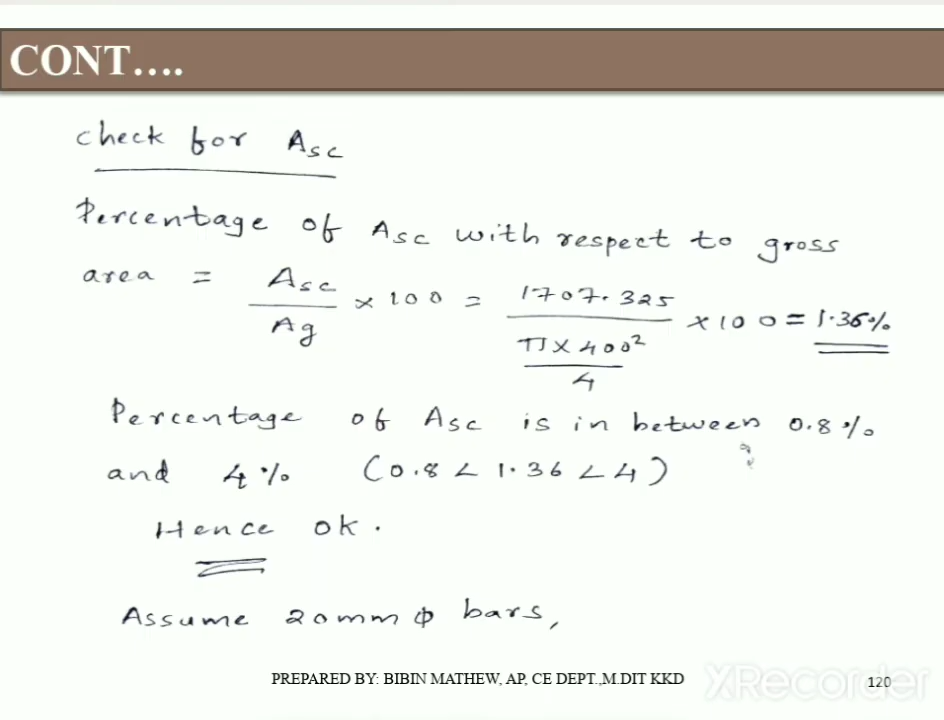 CONT....
Check for Asc
Percentage of Asc with respect to gross
area = Asc/Ag × 100 = 1707.325/(π×400²/4) ×100 = 1.36%
Percentage of Asc is in between 0.8%
and 4% (0.8 < 1.36 < 4)
Hence ok.
Assume 20mm ϕ bars,
PREPARED BY: BIBIN MATHEW, AP, CE DEPT.,M.DIT KKD
XRecorder
120